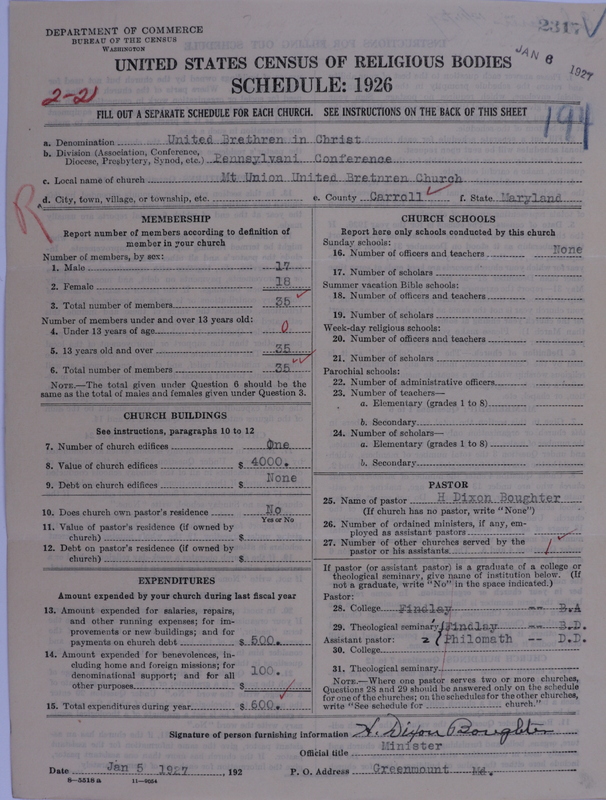 DEPARTMENT OF COMMERCE
BUREAU OF THE CENSUS
WASHINGTON
2317
JAN 6 1927
UNITED STATES CENSUS OF RELIGIOUS BODIES
SCHEDULE: 1926
2-21
FILL OUT A SEPARATE SCHEDULE FOR EACH CHURCH. SEE INSTRUCTIONS ON THE BACK OF THIS SHEET
194
a. Denomination United Brethren in Christ
b. Division (Association, Conference, Diocese, Presbytery, Synod, etc.) Pennsylvani Conference
c. Local name of church Mt Union United Bretnren Church
d. City, town, village, or township, etc. e. County Carroll f. State Maryland
R
MEMBERSHIP
Report number of members according to definition of
member in your church
Number of members, by sex:
1. Male 17
2. Female 18
3. Total number of members 35
Number of members under and over 13 years old:
4. Under 13 years of age 0
5. 13 years old and over 35
6. Total number of members 35
NOTE.—The total given under Question 6 should be the
same as the total of males and females given under Question 3.
CHURCH BUILDINGS
See instructions, paragraphs 10 to 12
7. Number of church edifices One
8. Value of church edifices $ 4000.
9. Debt on church edifices $ None
10. Does church own pastor's residence No
Yes or No
11. Value of pastor's residence (if owned by
church) $
12. Debt on pastor's residence (if owned by
church) $
EXPENDITURES
Amount expended by your church during last fiscal year
13. Amount expended for salaries, repairs,
and other running expenses; for im-
provements or new buildings; and for
payments on church debt $ 500.
14. Amount expended for benevolences, in-
cluding home and foreign missions; for
denominational support; and for all
other purposes $ 100.
15. Total expenditures during year $ 600.
CHURCH SCHOOLS
Report here only schools conducted by this church
Sunday schools:
16. Number of officers and teachers None
17. Number of scholars
Summer vacation Bible schools:
18. Number of officers and teachers
19. Number of scholars
Week-day religious schools:
20. Number of officers and teachers
21. Number of scholars
Parochial schools:
22. Number of administrative officers
23. Number of teachers—
a. Elementary (grades 1 to 8)
b. Secondary
24. Number of scholars—
a. Elementary (grades 1 to 8)
b. Secondary
PASTOR
25. Name of pastor H Dixon Boughter
(If church has no pastor, write "None")
26. Number of ordained ministers, if any, em-
ployed as assistant pastors
27. Number of other churches served by the
pastor or his assistants 1
If pastor (or assistant pastor) is a graduate of a college or
theological seminary, give name of institution below. (If
not a graduate, write "No" in the space indicated.)
Pastor:
28. College Findlay -- B.A
29. Theological seminary Findlay -- B.D.
Assistant pastor: 2 Philomath -- D.D.
30. College
31. Theological seminary
NOTE.—Where one pastor serves two or more churches,
Questions 28 and 29 should be answered only on the schedule
for one of the churches; on the schedules for the other churches,
write "See schedule for church."
Signature of person furnishing information H. Dixon Boughter
Official title Minister
Date Jan 5 1927, 192 P. O. Address Greenmount Md.
8—5518 a 11—9054